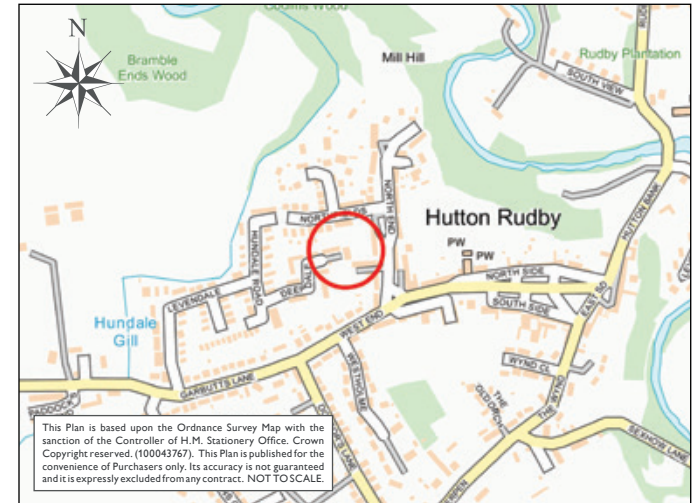 N
Bramble
Ends Wood
Mill Hill
Rudby Plantation
SOUTH VIEW
NORTH END
Hutton Rudby
HUTTON BANK
PW
PW
HUNDALE ROAD
LEVENDALE
NORTH SIDE
SOUTH SIDE
EAST SD
WEST END
Hundale
Gill
WYND CL
WESTHOLME
THE WYND
GARBUTTS LANE
SEXHOW LANE
This Plan is based upon the Ordnance Survey Map with the
sanction of the Controller of H.M. Stationery Office. Crown
Copyright reserved. (100043767). This Plan is published for the
convenience of Purchasers only. Its accuracy is not guaranteed
and it is expressly excluded from any contract. NOT TO SCALE.